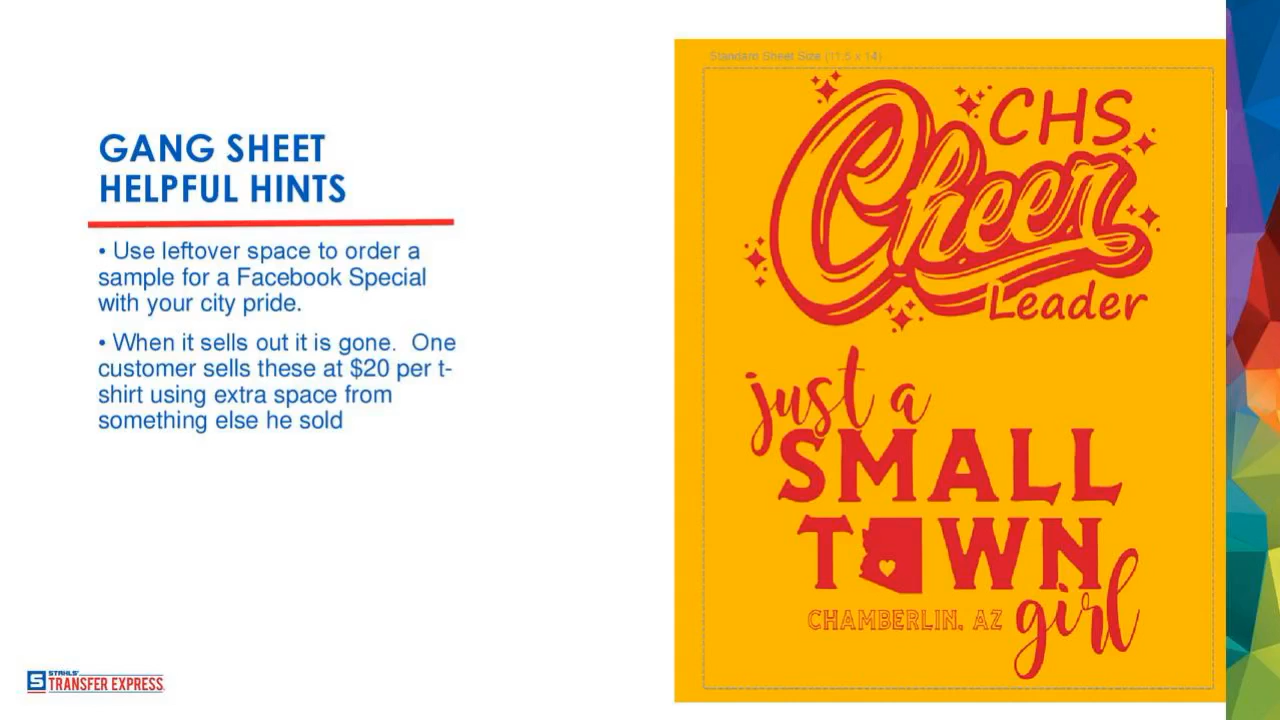 GANG SHEET
HELPFUL HINTS
• Use leftover space to order a
sample for a Facebook Special
with your city pride.
• When it sells out it is gone.  One
customer sells these at $20 per t-
shirt using extra space from
something else he sold
STAHLS'
TRANSFER EXPRESS
Standard Sheet Size (11.5 x 14)
CHS
Cheer
Leader
just a
SMALL
TOWN
girl
CHAMBERLIN, AZ